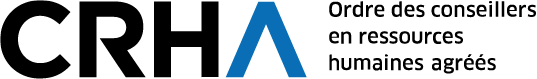 CRHA
Ordre des conseillers
en ressources
humaines agréés